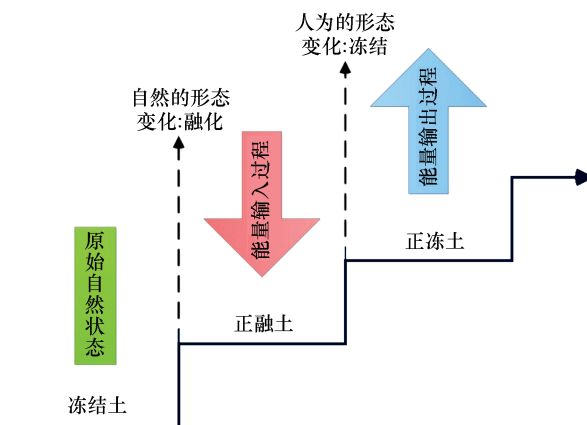 人为的形态
变化:冻结
自然的形态
变化:融化
能量输入过程
能量输出过程
原始自然状态
正冻土
正融土
冻结土